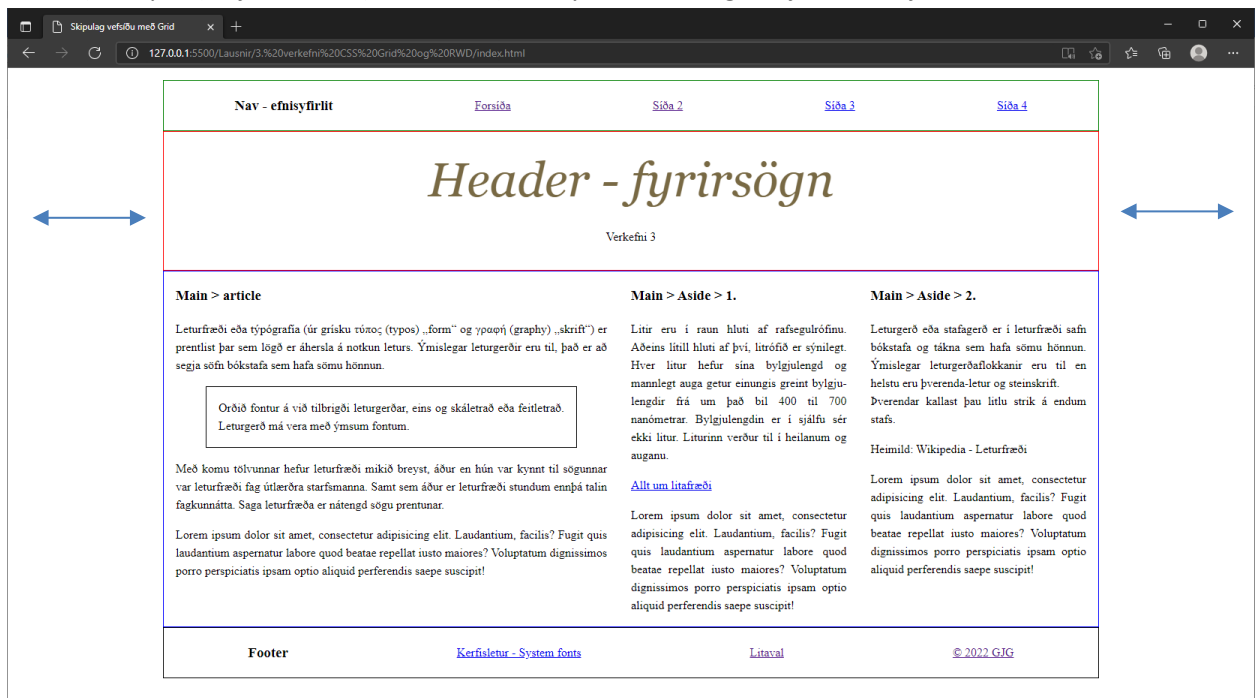 Skipulag vefsíðu með Grid
127.0.0.1:5500/Lausnir/3.%20verkefni%20CSS%20Grid%20og%20RWD/index.html
Nav - efnisyfirlit Forsíða Síða 2 Síða 3 Síða 4
Header - fyrirsögn
Verkefni 3
Main > article
Leturfræði eða týpógrafía (úr grísku τύπος (typos) „form“ og γραφή (graphy) „skrift“) er
prentlist þar sem lögð er áhersla á notkun leturs. Ýmislegar leturgerðir eru til, það er að
segja söfn bókstafa sem hafa sömu hönnun.
Orðið fontur á við tilbrigði leturgerðar, eins og skáletrað eða feitletrað.
Leturgerð má vera með ýmsum fontum.
Með komu tölvunnar hefur leturfræði mikið breyst, áður en hún var kynnt til sögunnar
var leturfræði fag útlærðra starfsmanna. Samt sem áður er leturfræði stundum ennþá talin
fagkunnátta. Saga leturfræða er nátengd sögu prentunar.
Lorem ipsum dolor sit amet, consectetur adipisicing elit. Laudantium, facilis? Fugit quis
laudantium aspernatur labore quod beatae repellat iusto maiores? Voluptatum dignissimos
porro perspiciatis ipsam optio aliquid perferendis saepe suscipit!
Main > Aside > 1.
Litir eru í raun hluti af rafsegulrófinu.
Aðeins lítill hluti af því, litrófið er sýnilegt.
Hver litur hefur sína bylgjulengd og
mannlegt auga getur einungis greint bylgju-
lengdir frá um það bil 400 til 700
nanómetrar. Bylgjulengdin er í sjálfu sér
ekki litur. Liturinn verður til í heilanum og
auganu.
Allt um litafræði
Lorem ipsum dolor sit amet, consectetur
adipisicing elit. Laudantium, facilis? Fugit
quis laudantium aspernatur labore quod
beatae repellat iusto maiores? Voluptatum
dignissimos porro perspiciatis ipsam optio
aliquid perferendis saepe suscipit!
Main > Aside > 2.
Leturgerð eða stafagerð er í leturfræði safn
bókstafa og tákna sem hafa sömu hönnun.
Ýmislegar leturgerðaflokkanir eru til en
helstu eru þverenda-letur og steinskrift.
Þverendar kallast þau litlu strik á endum
stafs.
Heimild: Wikipedia - Leturfræði
Lorem ipsum dolor sit amet, consectetur
adipisicing elit. Laudantium, facilis? Fugit
quis laudantium aspernatur labore quod
beatae repellat iusto maiores? Voluptatum
dignissimos porro perspiciatis ipsam optio
aliquid perferendis saepe suscipit!
Footer Kerfisletur - System fonts Litaval © 2022 GJG